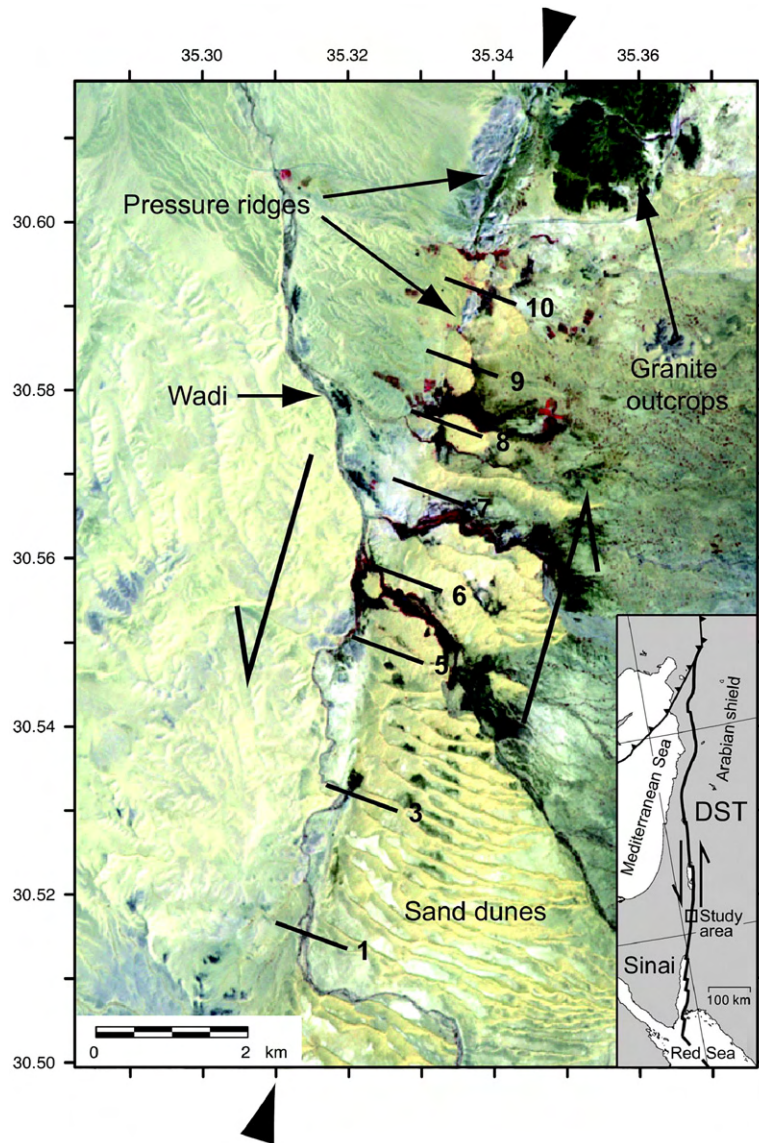 35.30 35.32 35.34 35.36
30.60
30.58
30.56
30.54
30.52
30.50
Pressure ridges
10
9
Granite
outcrops
Wadi
8
7
6
5
3
Sand dunes
1
0 2 km
Mediterranean Sea
Arabian shield
DST
Study
area
Sinai
100 km
Red Sea